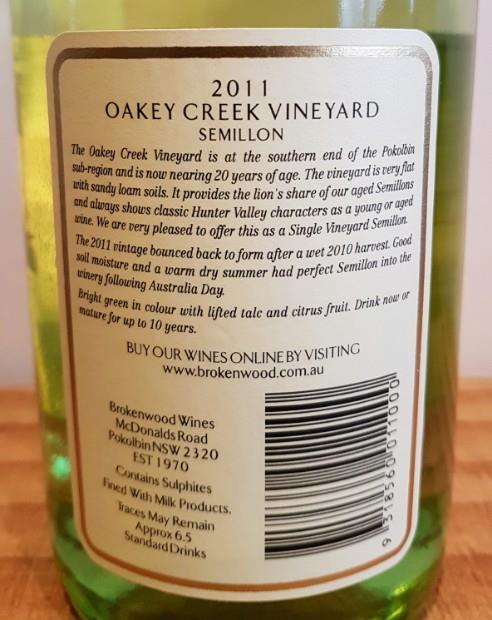 2011
OAKEY CREEK VINEYARD
SEMILLON
The Oakey Creek Vineyard is at the southern end of the Pokolbin
sub-region and is now nearing 20 years of age. The vineyard is very flat
with sandy loam soils. It provides the lion's share of our aged Semillons
and always shows classic Hunter Valley characters as a young or aged
wine. We are very pleased to offer this as a Single Vineyard Semillon.
The 2011 vintage bounced back to form after a wet 2010 harvest. Good
soil moisture and a warm dry summer had perfect Semillon into the
winery following Australia Day.
Bright green in colour with lifted talc and citrus fruit. Drink now or
mature for up to 10 years.
BUY OUR WINES ONLINE BY VISITING
www.brokenwood.com.au
Brokenwood Wines
McDonalds Road
Pokolbin NSW 2320
EST 1970
Contains Sulphites
Fined With Milk Products.
Traces May Remain
Approx 6.5
Standard Drinks
9 318560 011000